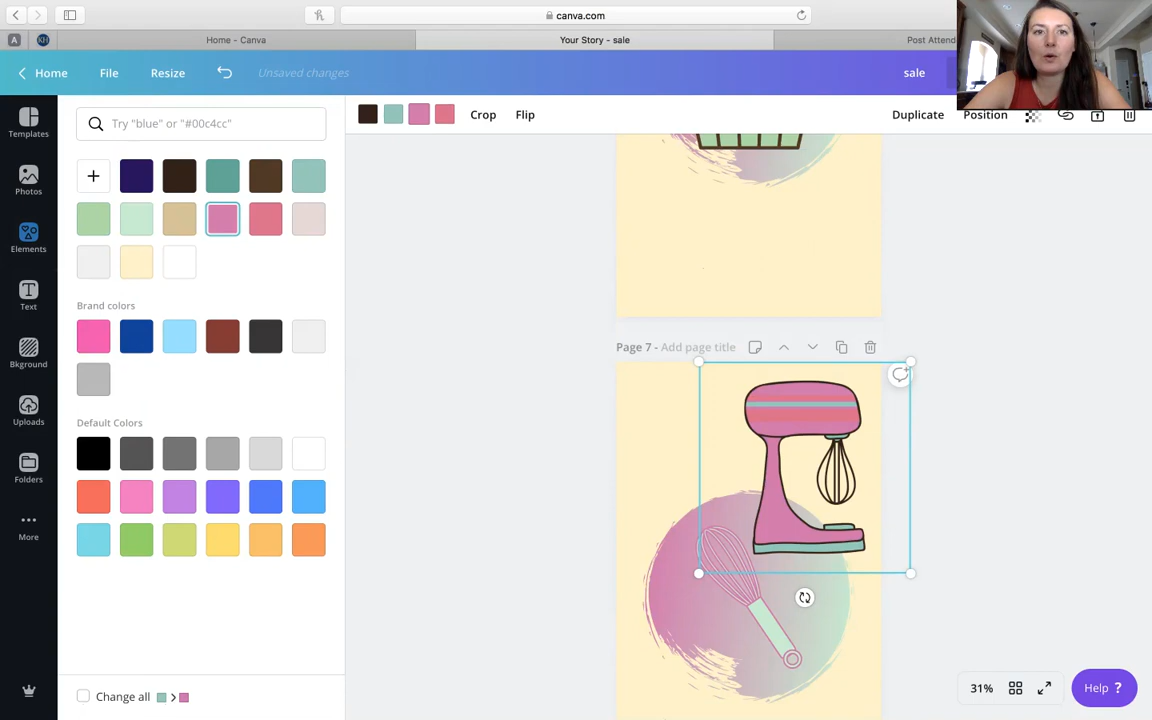 canva.com
A
KH
Home - Canva
Your Story - sale
Post Attend
Home
File
Resize
Unsaved changes
sale
Templates
Photos
Elements
Text
Bkground
Uploads
Folders
More
Try "blue" or "#00c4cc"
Brand colors
Default Colors
Change all
Crop
Flip
Duplicate
Position
Page 7 - Add page title
31%
Help ?